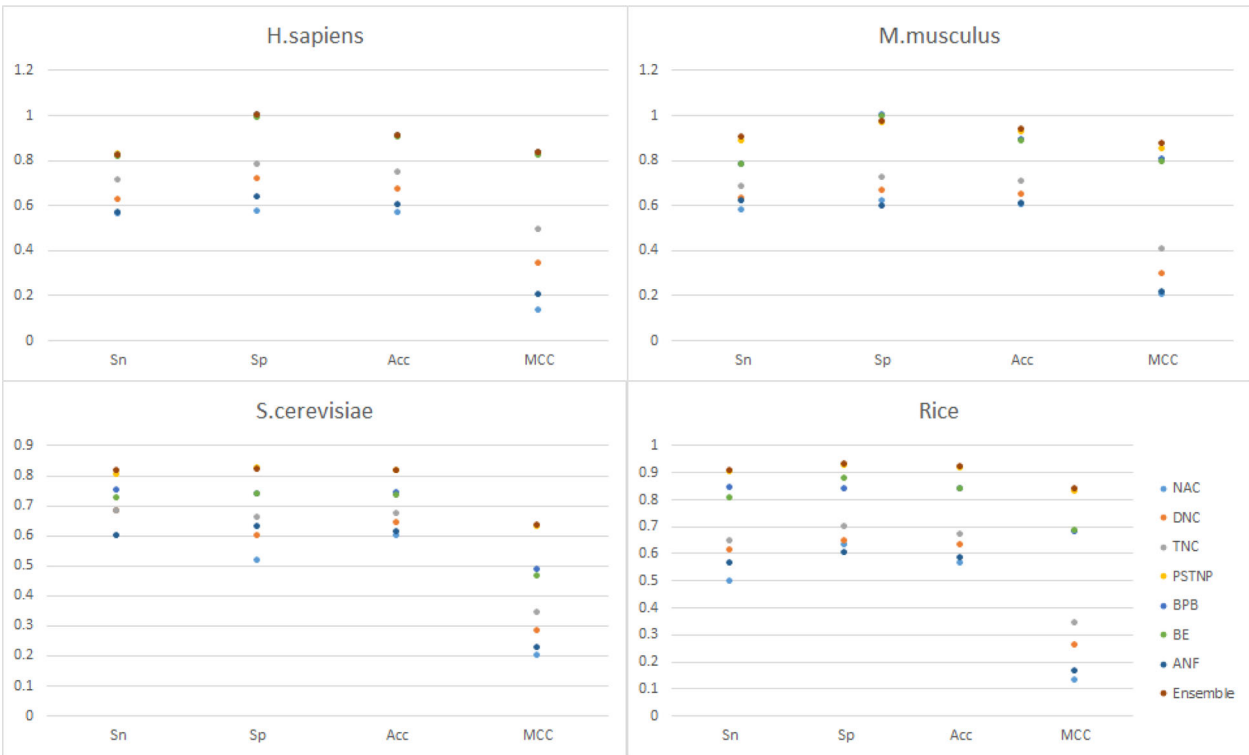 H.sapiens
1.2
1
0.8
0.6
0.4
0.2
0
Sn Sp Acc MCC
M.musculus
1.2
1
0.8
0.6
0.4
0.2
0
Sn Sp Acc MCC
S.cerevisiae
0.9
0.8
0.7
0.6
0.5
0.4
0.3
0.2
0.1
0
Sn Sp Acc MCC
Rice
1
0.9
0.8
0.7
0.6
0.5
0.4
0.3
0.2
0.1
0
Sn Sp Acc MCC
NAC
DNC
TNC
PSTNP
BPB
BE
ANF
Ensemble